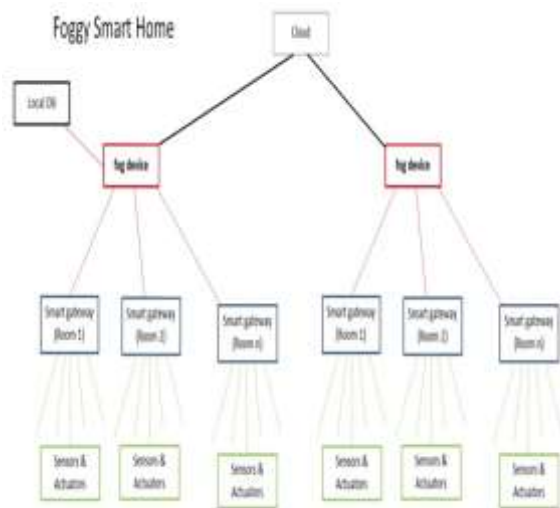 Foggy Smart Home
Cloud
Local DB
fog device
fog device
Smart gateway
(Room 1)
Smart gateway
(Room 2)
Smart gateway
(Room n)
Smart gateway
(Room 1)
Smart gateway
(Room 2)
Smart gateway
(Room n)
Sensors &
Actuators
Sensors &
Actuators
Sensors &
Actuators
Sensors &
Actuators
Sensors &
Actuators
Sensors &
Actuators